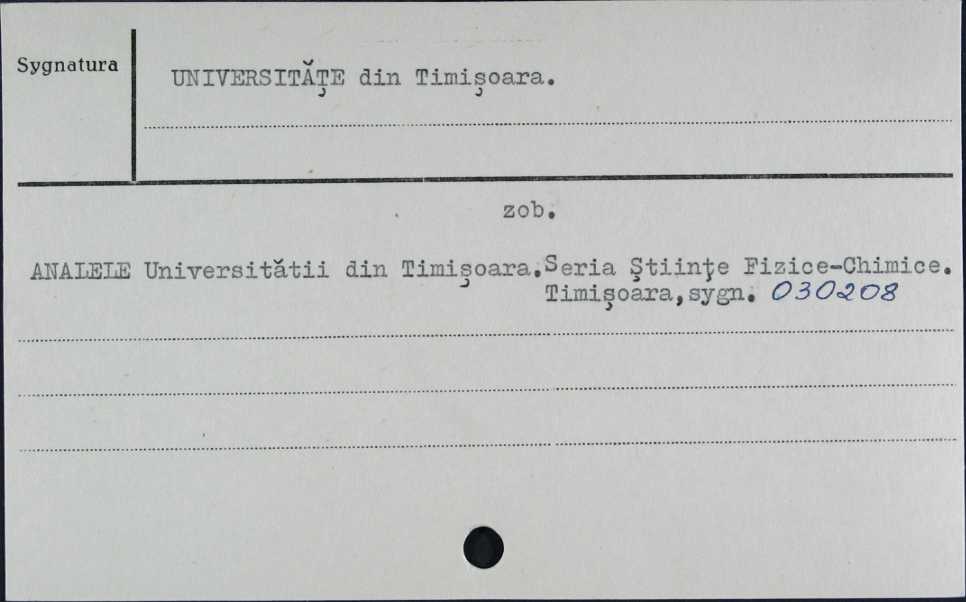 Sygnatura
UNIVERSITĂŢE din Timişoara.
zob.
ANALELE Universitătii din Timişoara.Seria Ştiinţe Fizice-Chimice.
Timişoara,sygn. 030208